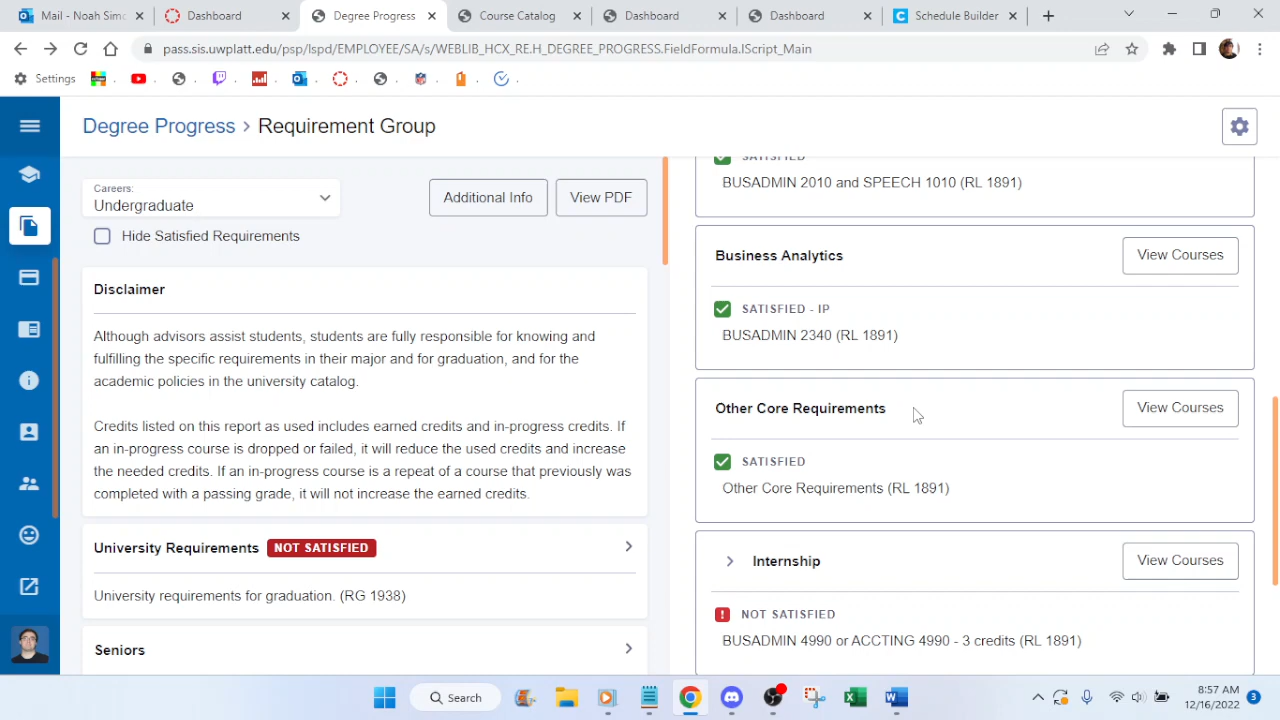 Mail - Noah Simo
Dashboard
Degree Progress
Course Catalog
Dashboard
Dashboard
Schedule Builder
pass.sis.uwplatt.edu/psp/lspd/EMPLOYEE/SA/s/WEBLIB_HCX_RE.H_DEGREE_PROGRESS.FieldFormula.IScript_Main
Settings
Degree Progress > Requirement Group
Careers:
Undergraduate
Additional Info
View PDF
Hide Satisfied Requirements
Disclaimer
Although advisors assist students, students are fully responsible for knowing and
fulfilling the specific requirements in their major and for graduation, and for the
academic policies in the university catalog.
Credits listed on this report as used includes earned credits and in-progress credits. If
an in-progress course is dropped or failed, it will reduce the used credits and increase
the needed credits. If an in-progress course is a repeat of a course that previously was
completed with a passing grade, it will not increase the earned credits.
University Requirements NOT SATISFIED
University requirements for graduation. (RG 1938)
Seniors
SATISFIED
BUSADMIN 2010 and SPEECH 1010 (RL 1891)
Business Analytics
View Courses
SATISFIED - IP
BUSADMIN 2340 (RL 1891)
Other Core Requirements
View Courses
SATISFIED
Other Core Requirements (RL 1891)
Internship
View Courses
NOT SATISFIED
BUSADMIN 4990 or ACCTING 4990 - 3 credits (RL 1891)
Search
8:57 AM
12/16/2022
3